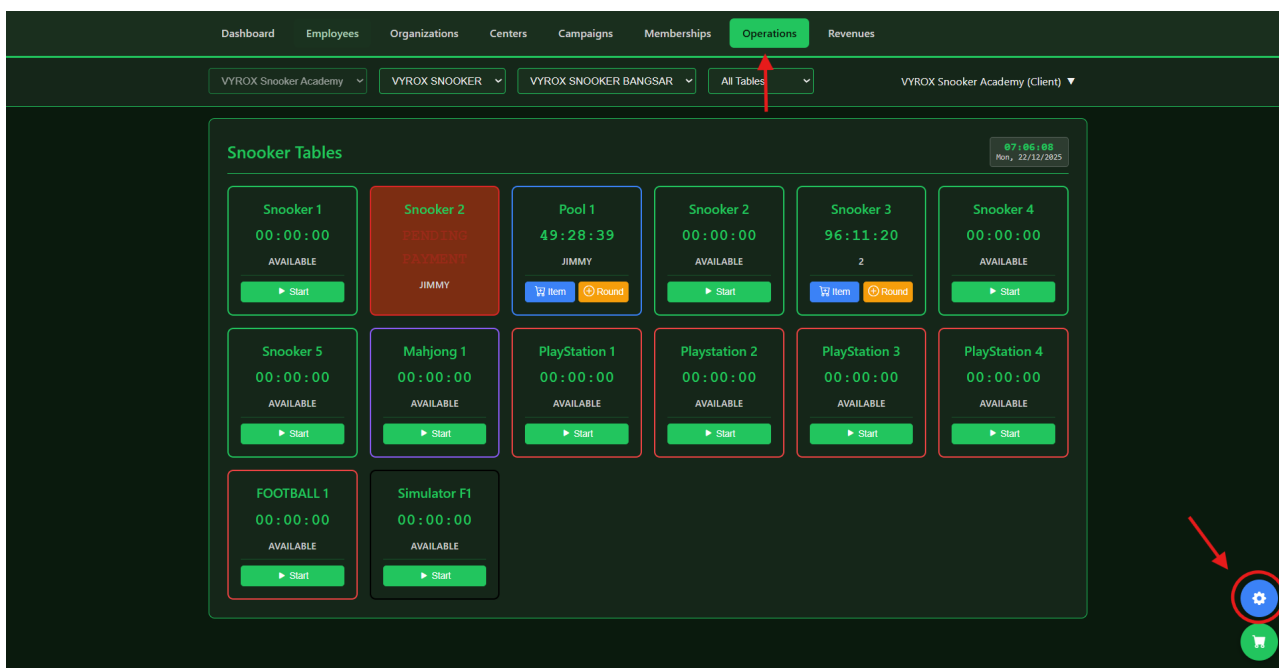 Dashboard Employees Organizations Centers Campaigns Memberships Operations Revenues
VYROX Snooker Academy VYROX SNOOKER VYROX SNOOKER BANGSAR All Tables VYROX Snooker Academy (Client) ▼
Snooker Tables
07:06:08
Mon, 22/12/2025
Snooker 1 Snooker 2 Pool 1 Snooker 2 Snooker 3 Snooker 4
00:00:00 PENDING 49:28:39 00:00:00 96:11:20 00:00:00
PAYMENT
AVAILABLE JIMMY JIMMY AVAILABLE 2 AVAILABLE
Start Item Round Start Item Round Start
Snooker 5 Mahjong 1 PlayStation 1 Playstation 2 PlayStation 3 PlayStation 4
00:00:00 00:00:00 00:00:00 00:00:00 00:00:00 00:00:00
AVAILABLE AVAILABLE AVAILABLE AVAILABLE AVAILABLE AVAILABLE
Start Start Start Start Start Start
FOOTBALL 1 Simulator F1
00:00:00 00:00:00
AVAILABLE AVAILABLE
Start Start